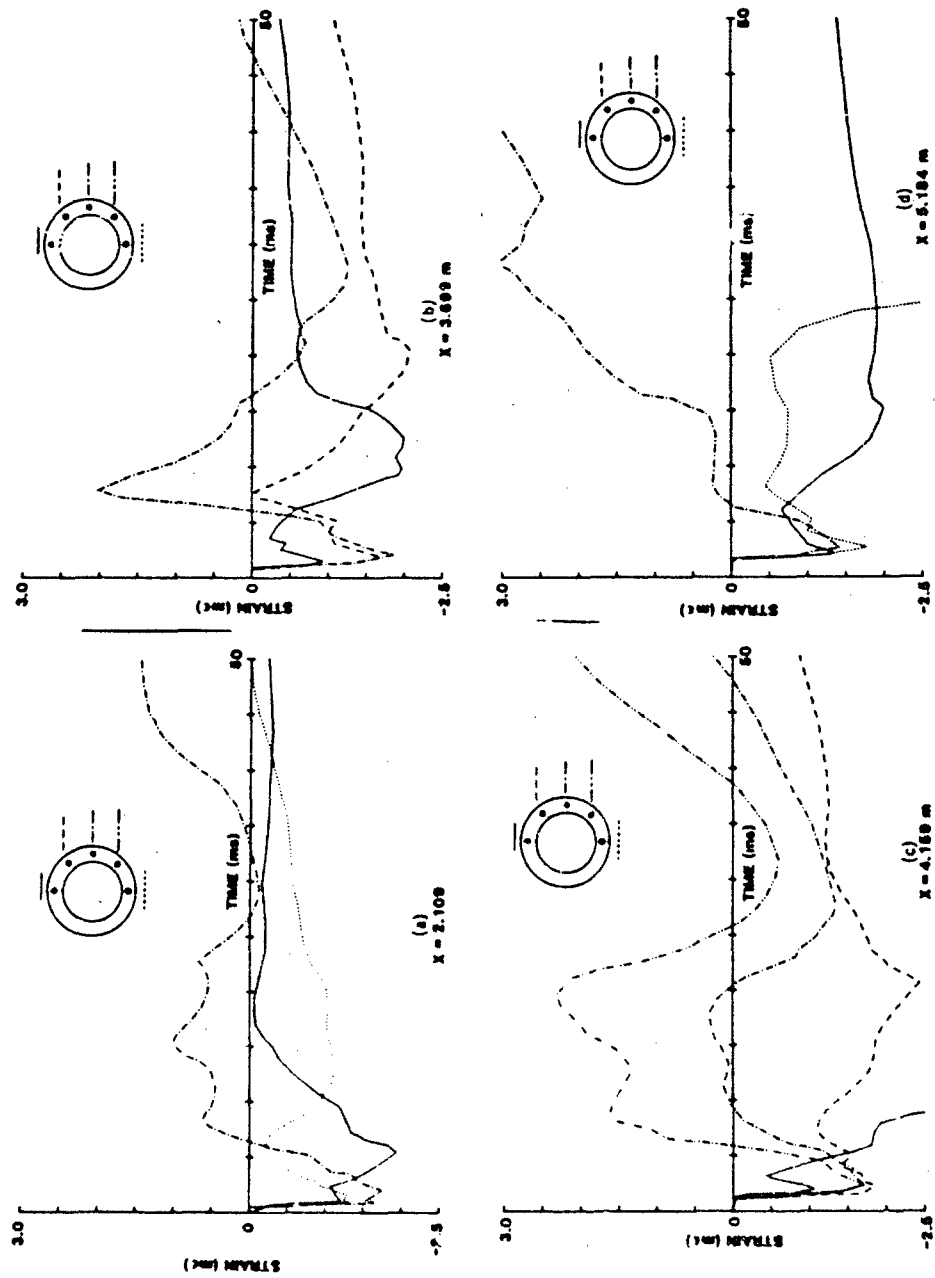 3.0
0
-2.5
STRAIN (mε)
TIME (ms)
50
(a)
X = 2.109
3.0
0
-2.5
STRAIN (mε)
TIME (ms)
50
(b)
X = 3.699 m
3.0
0
-2.5
STRAIN (mε)
TIME (ms)
50
(c)
X = 4.159 m
3.0
0
-2.5
STRAIN (mε)
TIME (ms)
50
(d)
X = 5.184 m